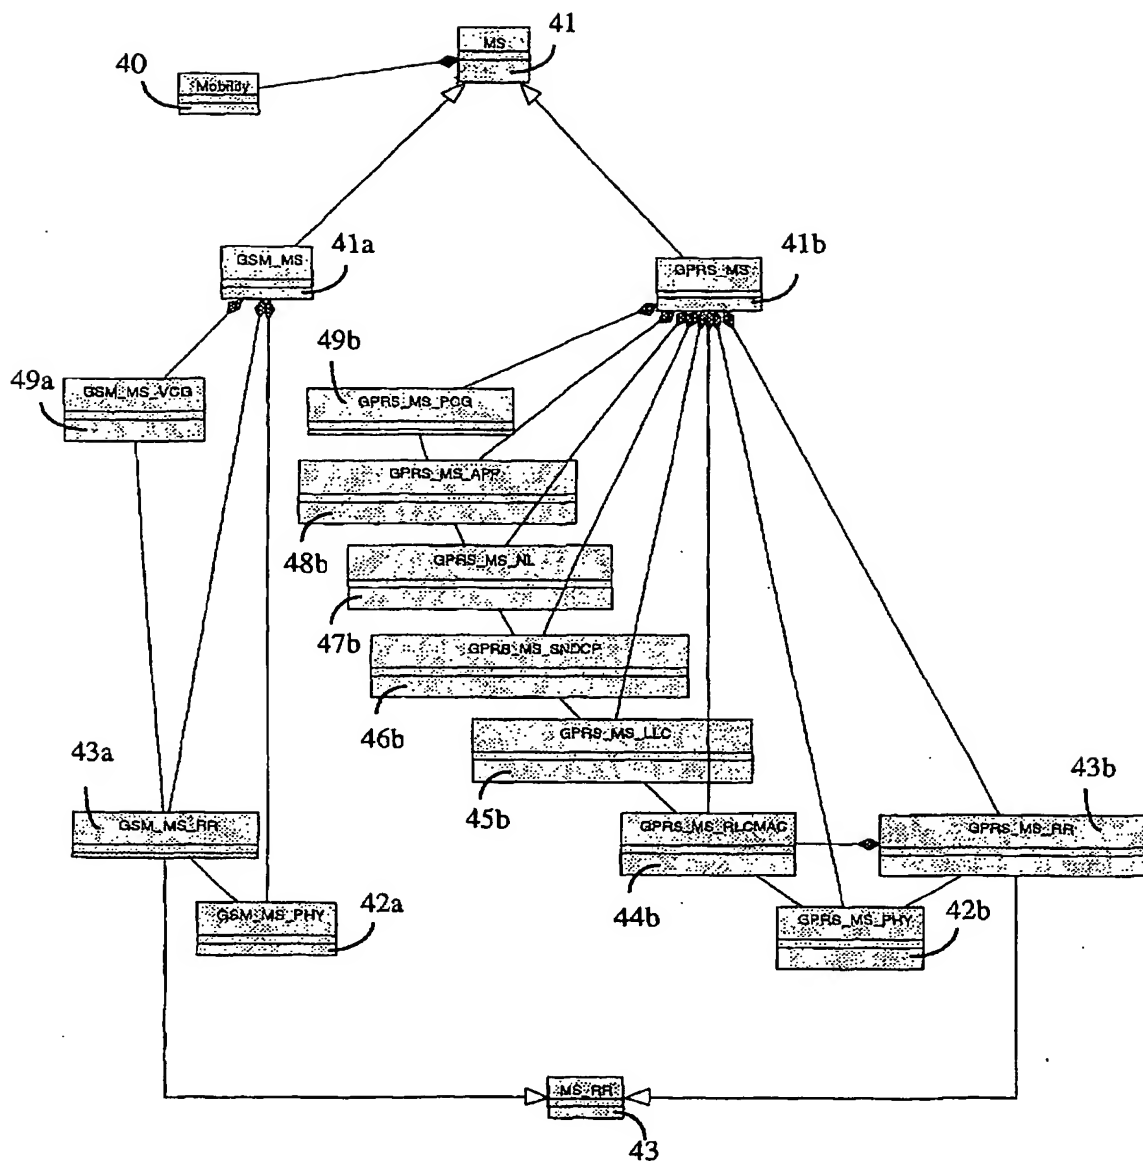 41
MS
40
Mobility
41a
GSM_MS
41b
GPRS_MS
49b
49a
GSM_MS_VCG
GPRS_MS_PCG
GPRS_MS_APP
48b
GPRS_MS_NL
47b
GPRS_MS_SNDCP
46b
GPRS_MS_LLC
43a
45b
43b
GSM_MS_RR
GPRS_MS_RLCMAC
GPRS_MS_RR
44b
GSM_MS_PHY
42a
GPRS_MS_PHY
42b
MS_RR
43